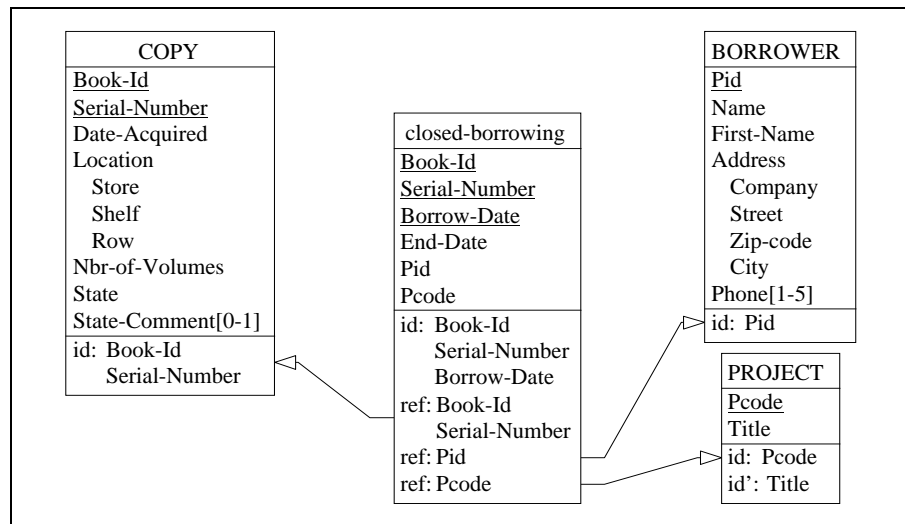 COPY
Book-Id
Serial-Number
Date-Acquired
Location
Store
Shelf
Row
Nbr-of-Volumes
State
State-Comment[0-1]
id: Book-Id
Serial-Number
closed-borrowing
Book-Id
Serial-Number
Borrow-Date
End-Date
Pid
Pcode
id: Book-Id
Serial-Number
Borrow-Date
ref: Book-Id
Serial-Number
ref: Pid
ref: Pcode
BORROWER
Pid
Name
First-Name
Address
Company
Street
Zip-code
City
Phone[1-5]
id: Pid
PROJECT
Pcode
Title
id: Pcode
id': Title